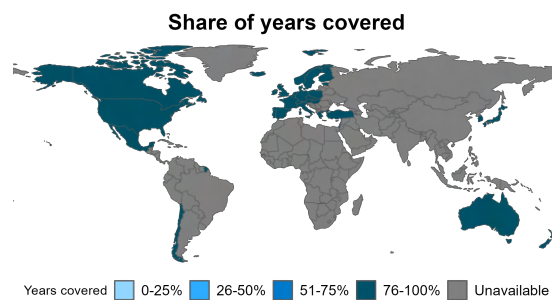 Share of years covered
Years covered 0-25% 26-50% 51-75% 76-100% Unavailable